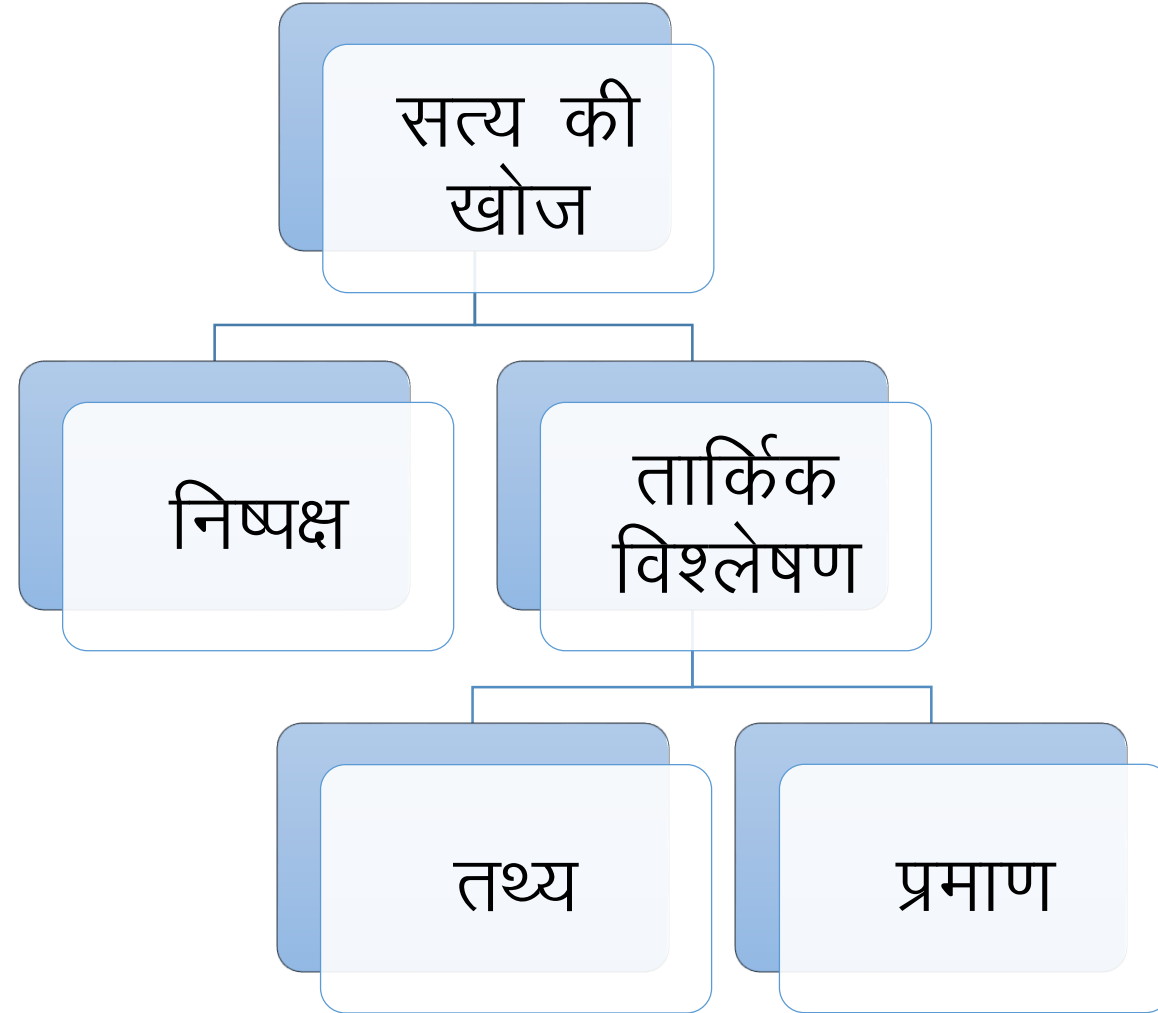 सत्य की
खोज
निष्पक्ष
तार्किक
विश्लेषण
तथ्य
प्रमाण